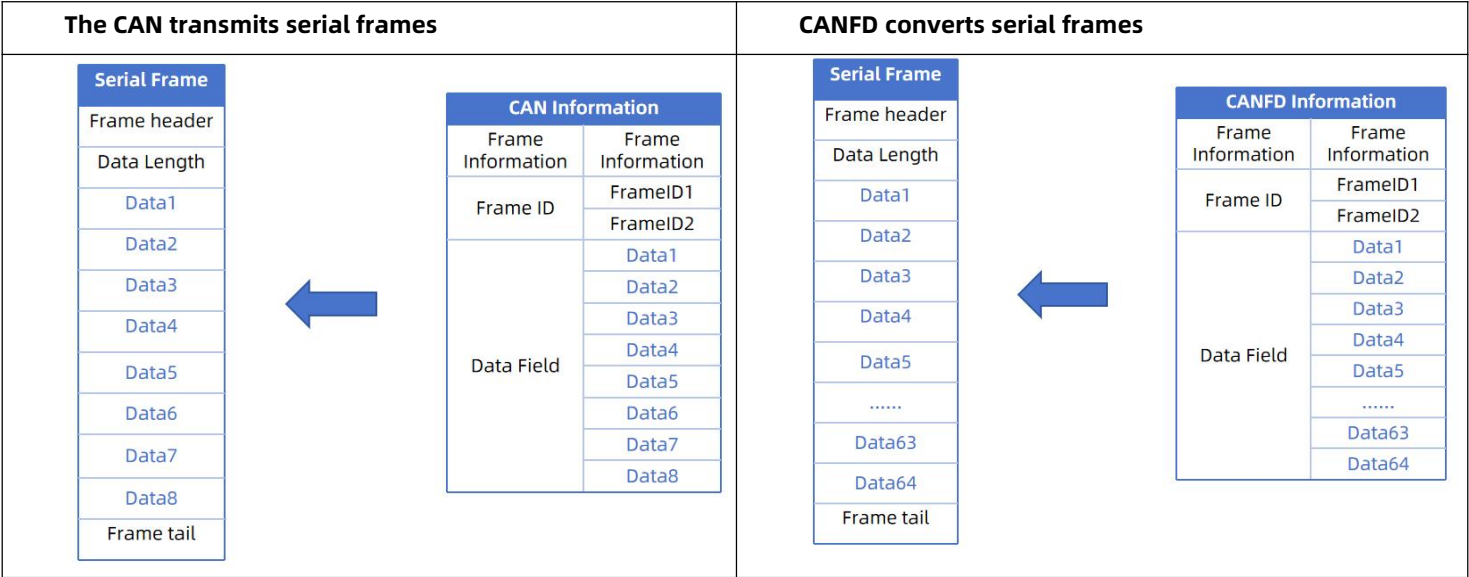 The CAN transmits serial frames
Serial Frame
Frame header
Data Length
Data1
Data2
Data3
Data4
Data5
Data6
Data7
Data8
Frame tail
CAN Information
Frame
Information
Frame
Information
Frame ID
FrameID1
FrameID2
Data Field
Data1
Data2
Data3
Data4
Data5
Data6
Data7
Data8
CANFD converts serial frames
Serial Frame
Frame header
Data Length
Data1
Data2
Data3
Data4
Data5
......
Data63
Data64
Frame tail
CANFD Information
Frame
Information
Frame
Information
Frame ID
FrameID1
FrameID2
Data Field
Data1
Data2
Data3
Data4
Data5
......
Data63
Data64